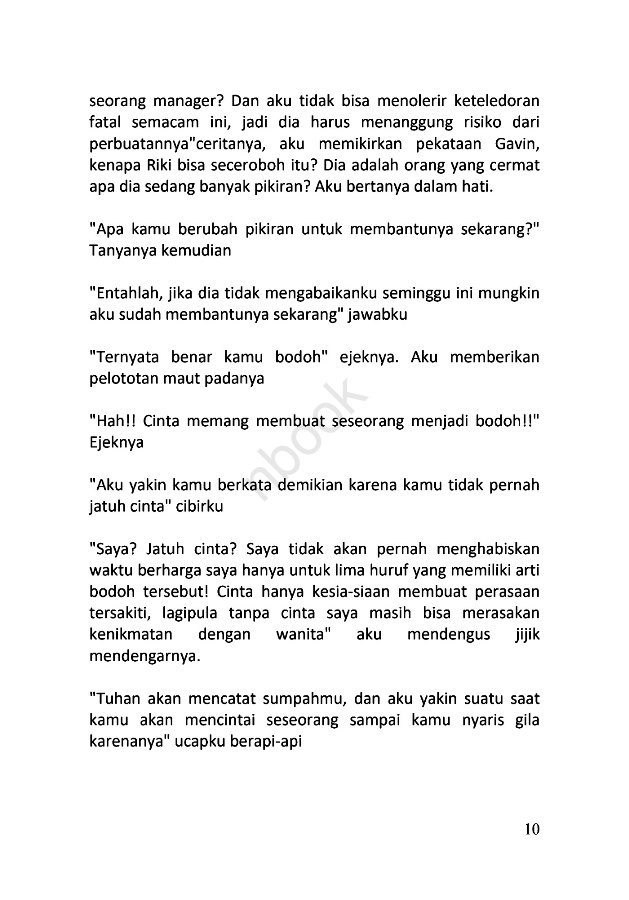 seorang manager? Dan aku tidak bisa menolerir keteledoran
fatal semacam ini, jadi dia harus menanggung risiko dari
perbuatannya"ceritanya, aku memikirkan pekataan Gavin,
kenapa Riki bisa seceroboh itu? Dia adalah orang yang cermat
apa dia sedang banyak pikiran? Aku bertanya dalam hati.
"Apa kamu berubah pikiran untuk membantunya sekarang?"
Tanyanya kemudian
"Entahlah, jika dia tidak mengabaikanku seminggu ini mungkin
aku sudah membantunya sekarang" jawabku
"Ternyata benar kamu bodoh" ejeknya. Aku memberikan
pelototan maut padanya
"Hah!! Cinta memang membuat seseorang menjadi bodoh!!"
Ejeknya
"Aku yakin kamu berkata demikian karena kamu tidak pernah
jatuh cinta" cibirku
"Saya? Jatuh cinta? Saya tidak akan pernah menghabiskan
waktu berharga saya hanya untuk lima huruf yang memiliki arti
bodoh tersebut! Cinta hanya kesia-siaan membuat perasaan
tersakiti, lagipula tanpa cinta saya masih bisa merasakan
kenikmatan dengan wanita" aku mendengus jijik
mendengarnya.
"Tuhan akan mencatat sumpahmu, dan aku yakin suatu saat
kamu akan mencintai seseorang sampai kamu nyaris gila
karenanya" ucapku berapi-api
nbook
10